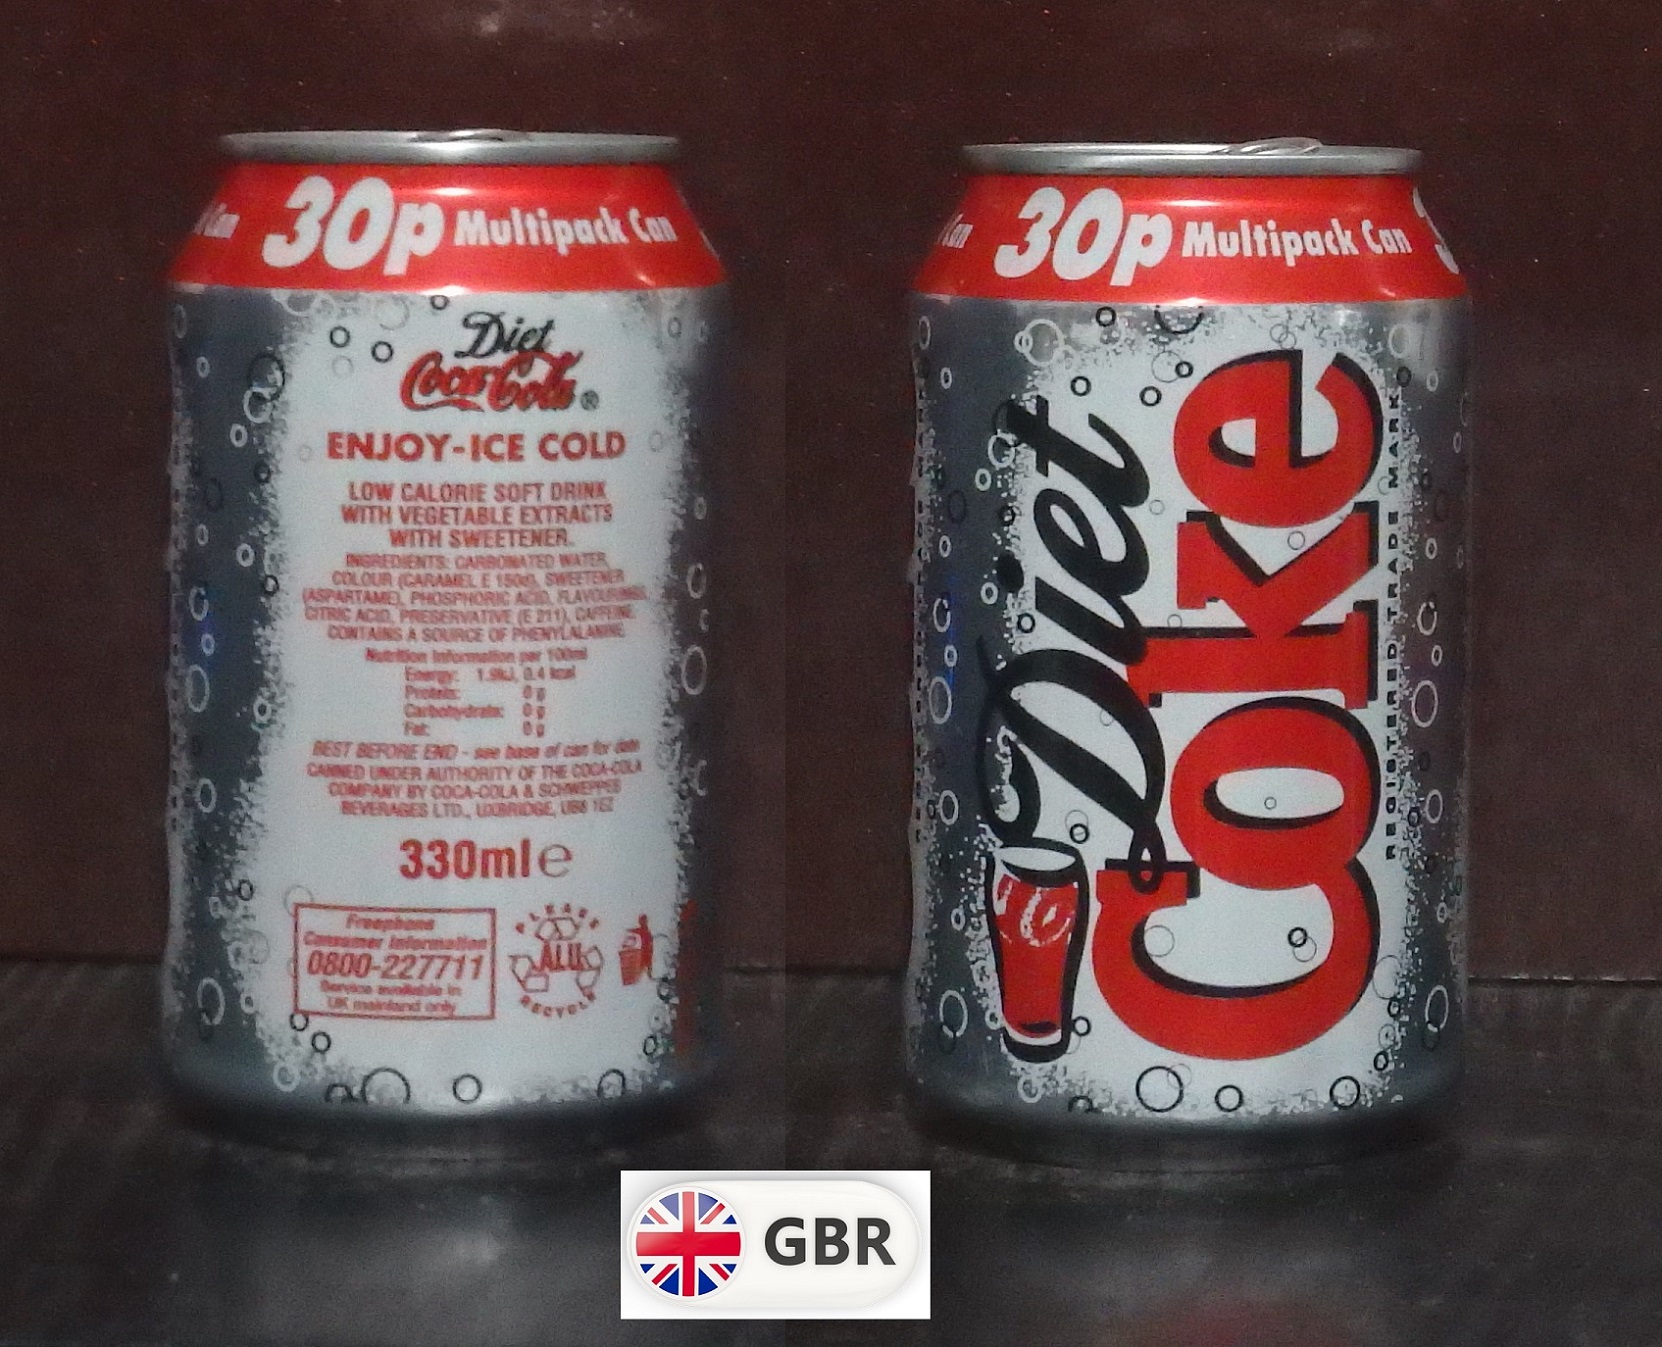 k Can 30p Multipack Can
Diet
Coca-Cola®
ENJOY-ICE COLD
LOW CALORIE SOFT DRINK
WITH VEGETABLE EXTRACTS
WITH SWEETENER.
INGREDIENTS: CARBONATED WATER,
COLOUR (CARAMEL E 150d), SWEETENER
(ASPARTAME), PHOSPHORIC ACID, FLAVOURINGS,
CITRIC ACID, PRESERVATIVE (E 211), CAFFEINE.
CONTAINS A SOURCE OF PHENYLALANINE
Nutrition Information per 100ml
Energy: 1.9kJ, 0.4 kcal
Protein: 0 g
Carbohydrate: 0 g
Fat: 0 g
BEST BEFORE END - see base of can for date
CANNED UNDER AUTHORITY OF THE COCA-COLA
COMPANY BY COCA-COLA & SCHWEPPES
BEVERAGES LTD., UXBRIDGE, UB8 1EZ
330ml e
Freephone
Consumer Information
0800-227711
Service available in
UK mainland only
PLEASE
ALU
RECYCLE
Can 30p Multipack Can 3
Diet
Coke
REGISTERED TRADE MARK
GBR